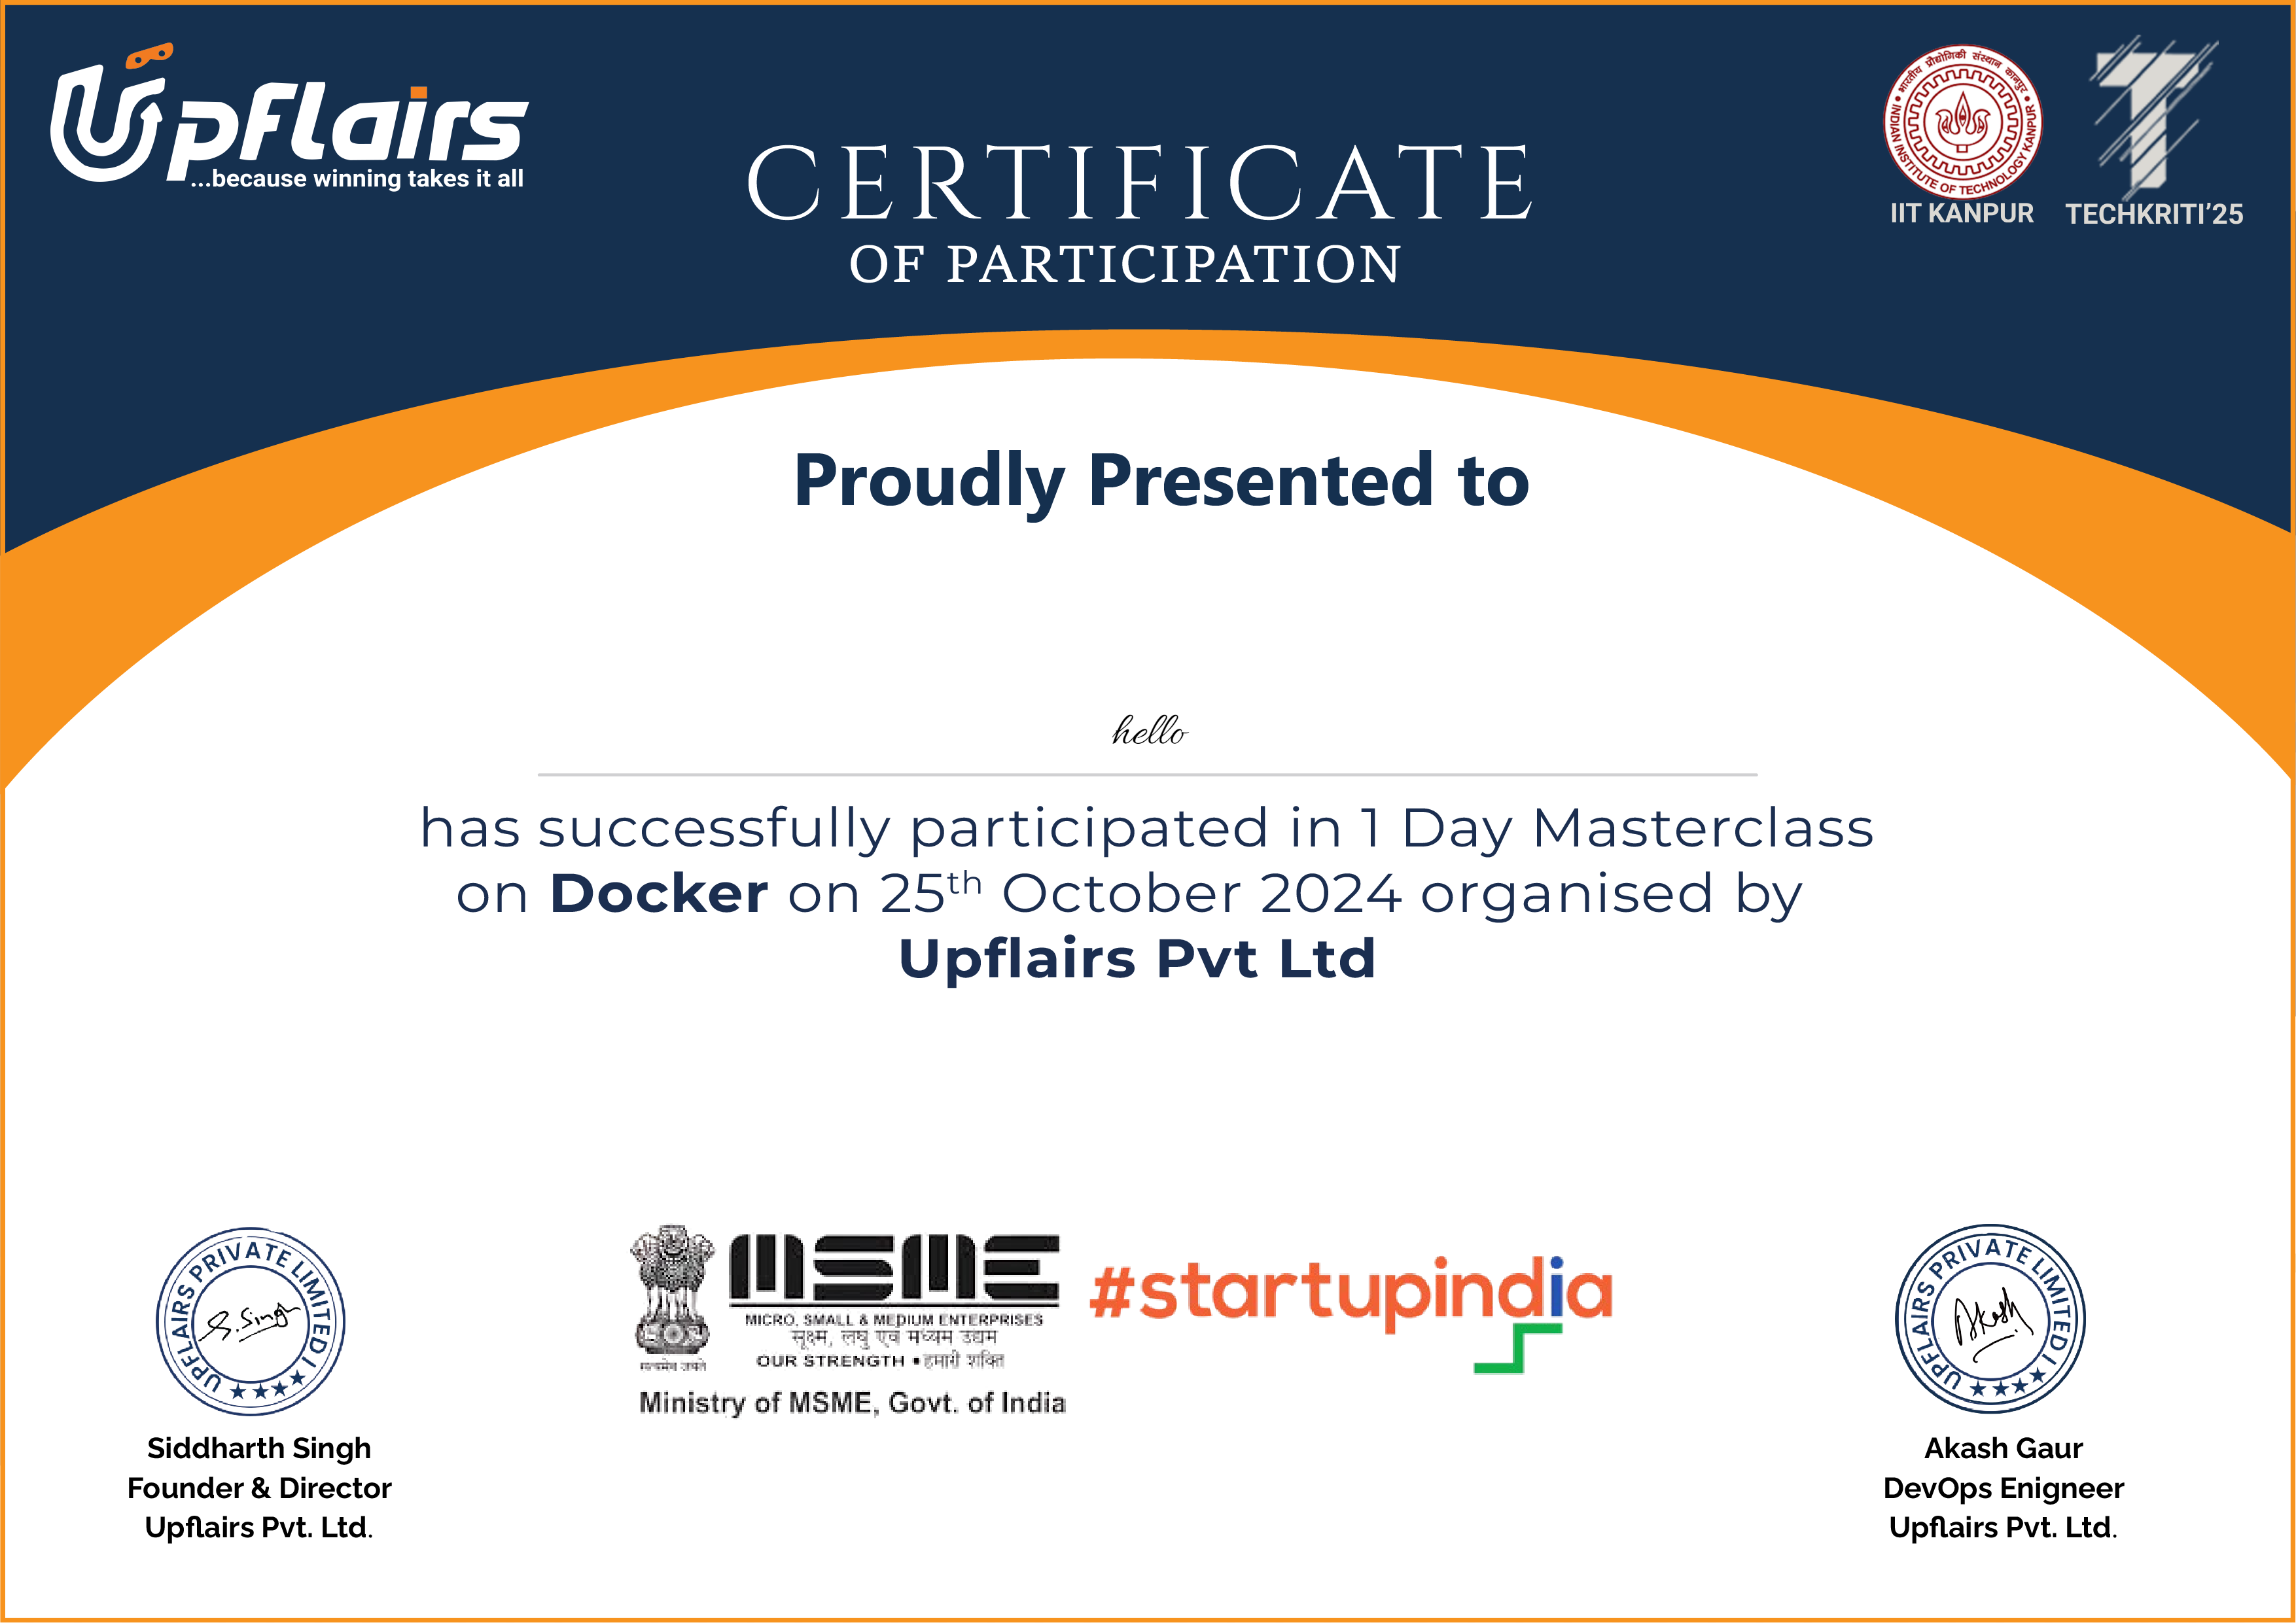 Upflairs
...because winning takes it all
CERTIFICATE
OF PARTICIPATION
भारतीय प्रौद्योगिकी संस्थान कानपुर
INDIAN INSTITUTE OF TECHNOLOGY KANPUR
IIT KANPUR
TECHKRITI'25
Proudly Presented to
hello
has successfully participated in 1 Day Masterclass
on Docker on 25th October 2024 organised by
Upflairs Pvt Ltd
UPFLAIRS PRIVATE LIMITED
S. Singh
Siddharth Singh
Founder & Director
Upflairs Pvt. Ltd.
सत्यमेव जयते
MSME
MICRO, SMALL & MEDIUM ENTERPRISES
सूक्ष्म, लघु एवं मध्यम उद्यम
OUR STRENGTH • हमारी शक्ति
Ministry of MSME, Govt. of India
#startupindia
UPFLAIRS PRIVATE LIMITED
Akash
Akash Gaur
DevOps Enigneer
Upflairs Pvt. Ltd.